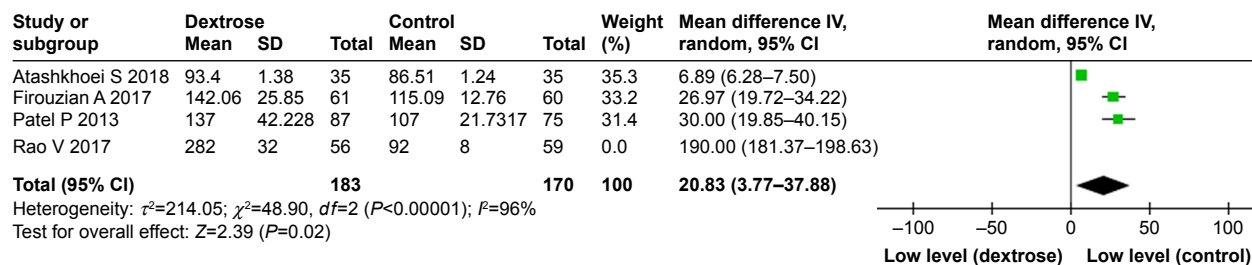 Study or Dextrose Control Weight Mean difference IV, Mean difference IV,
subgroup Mean SD Total Mean SD Total (%) random, 95% CI random, 95% CI
Atashkhoei S 2018 93.4 1.38 35 86.51 1.24 35 35.3 6.89 (6.28–7.50)
Firouzian A 2017 142.06 25.85 61 115.09 12.76 60 33.2 26.97 (19.72–34.22)
Patel P 2013 137 42.228 87 107 21.7317 75 31.4 30.00 (19.85–40.15)
Rao V 2017 282 32 56 92 8 59 0.0 190.00 (181.37–198.63)
Total (95% CI) 183 170 100 20.83 (3.77–37.88)
Heterogeneity: τ²=214.05; χ²=48.90, df=2 (P<0.00001); I²=96%
Test for overall effect: Z=2.39 (P=0.02)
–100 –50 0 50 100
Low level (dextrose) Low level (control)